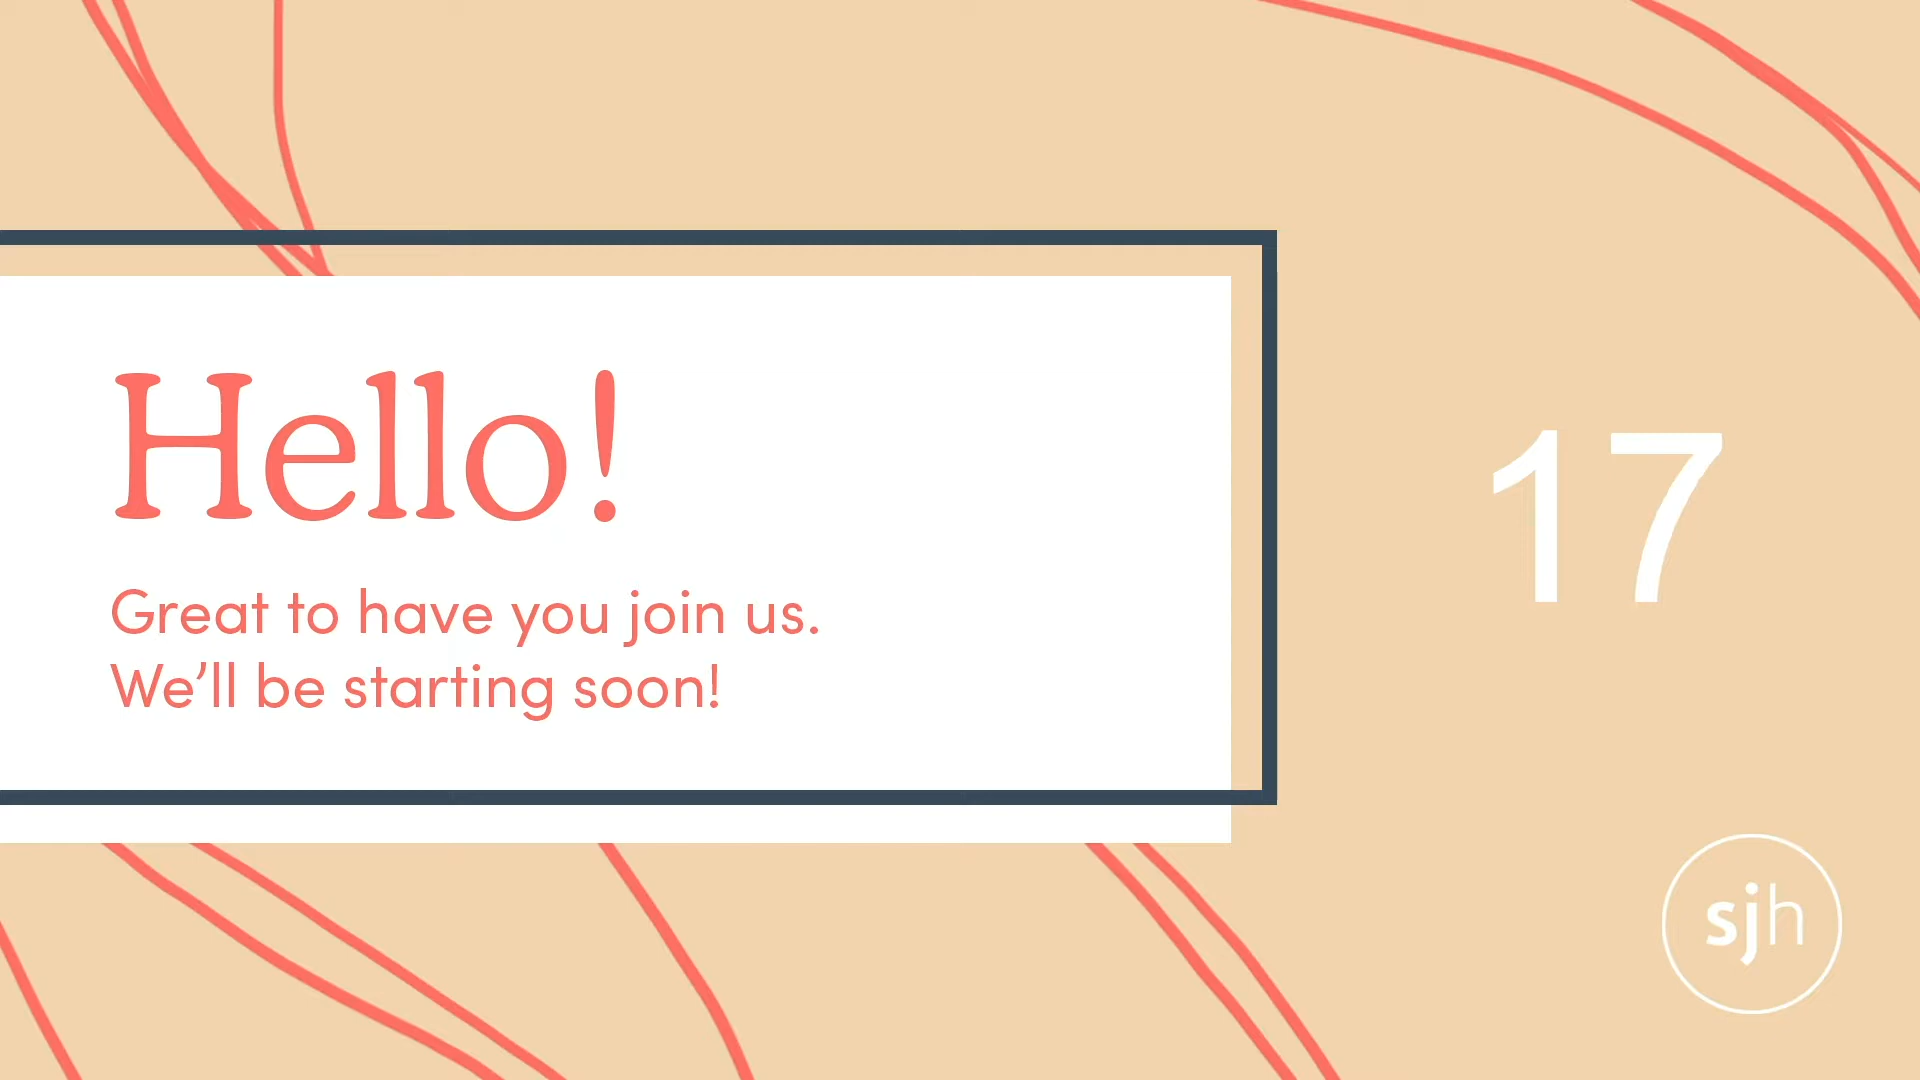 Hello!
Great to have you join us.
We’ll be starting soon!
17
sjh